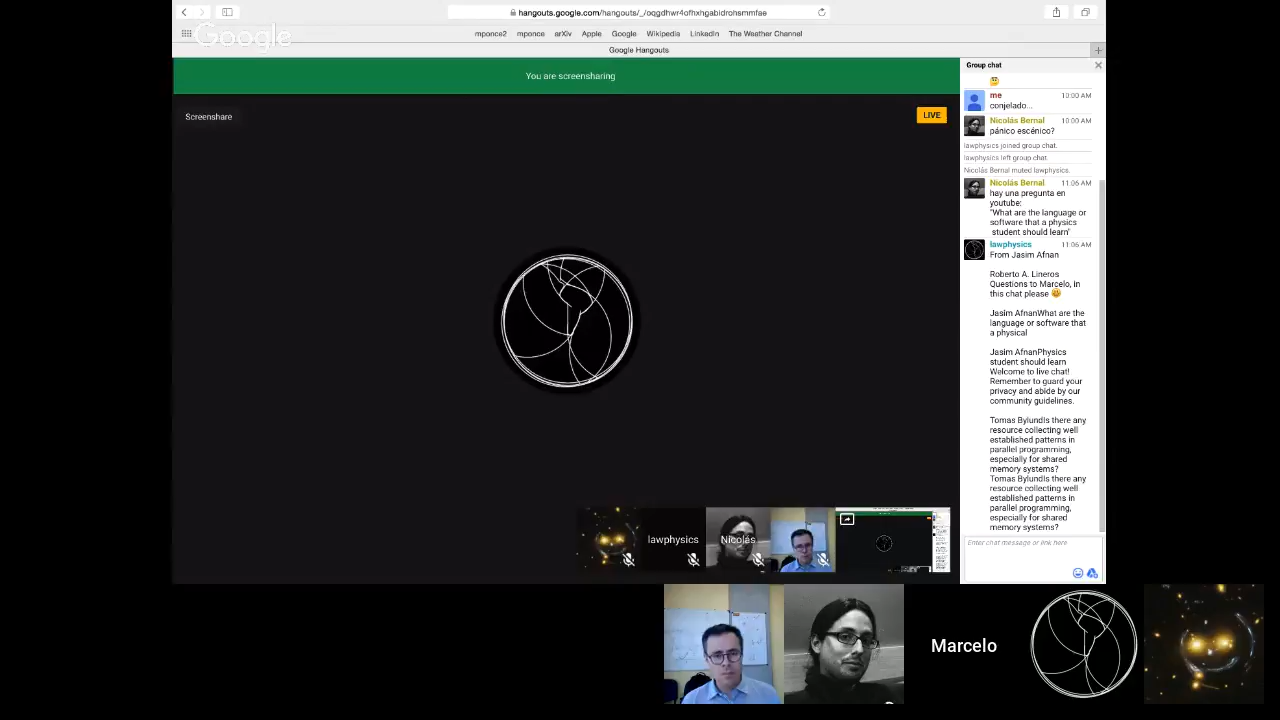 hangouts.google.com/hangouts/_/oqgdhwr4ofhxhgabidrohsmmfae
Google
mponce2 mponce arXiv Apple Google Wikipedia LinkedIn The Weather Channel
Google Hangouts
You are screensharing
Screenshare
LIVE
Group chat
me 10:00 AM
conjelado...
Nicolás Bernal 10:00 AM
pánico escénico?
lawphysics joined group chat.
lawphysics left group chat.
Nicolás Bernal muted lawphysics.
Nicolás Bernal 11:06 AM
hay una pregunta en
youtube:
"What are the language or
software that a physics
student should learn"
lawphysics 11:06 AM
From Jasim Afnan
Roberto A. Lineros
Questions to Marcelo, in
this chat please
Jasim AfnanWhat are the
language or software that
a physical
Jasim AfnanPhysics
student should learn
Welcome to live chat!
Remember to guard your
privacy and abide by our
community guidelines.
Tomas BylundIs there any
resource collecting well
established patterns in
parallel programming,
especially for shared
memory systems?
Tomas BylundIs there any
resource collecting well
established patterns in
parallel programming,
especially for shared
memory systems?
Enter chat message or link here
lawphysics
Nicolás
Marcelo